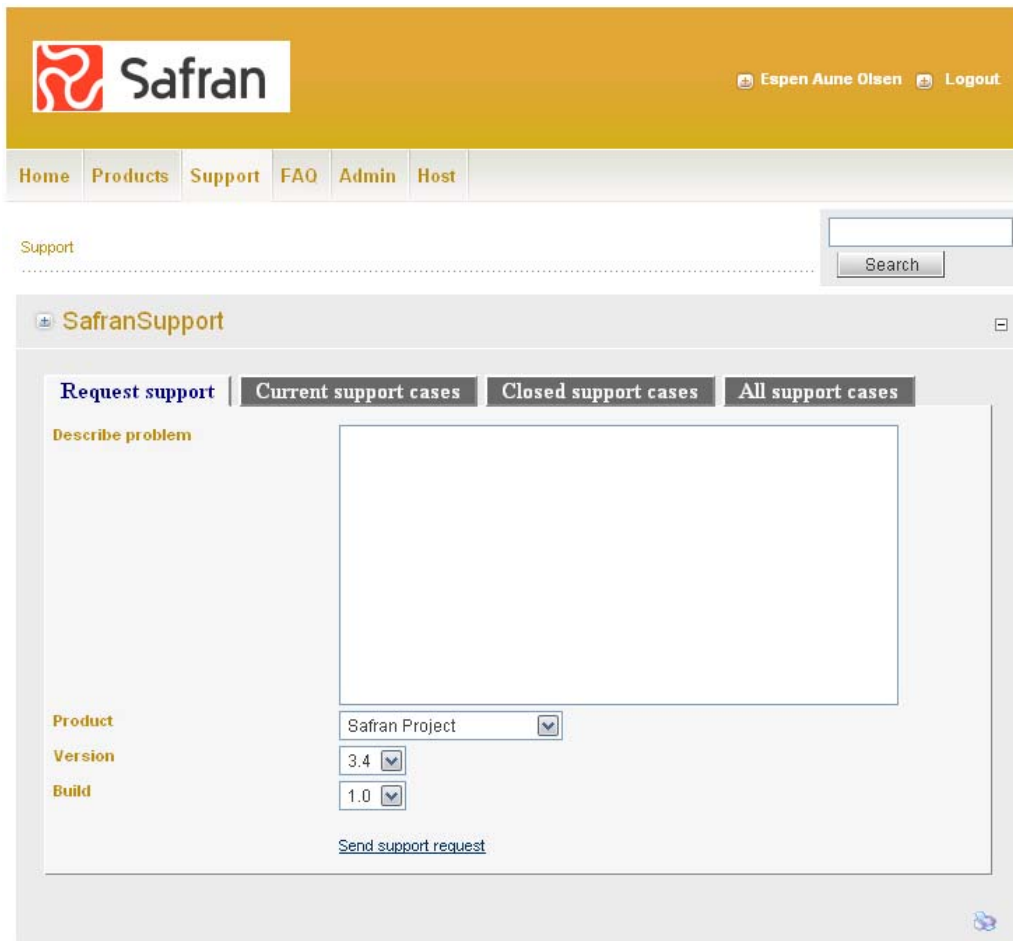 Safran
Espen Aune Olsen Logout
Home Products Support FAQ Admin Host
Support
Search
SafranSupport
Request support Current support cases Closed support cases All support cases
Describe problem
Product Safran Project
Version 3.4
Build 1.0
Send support request